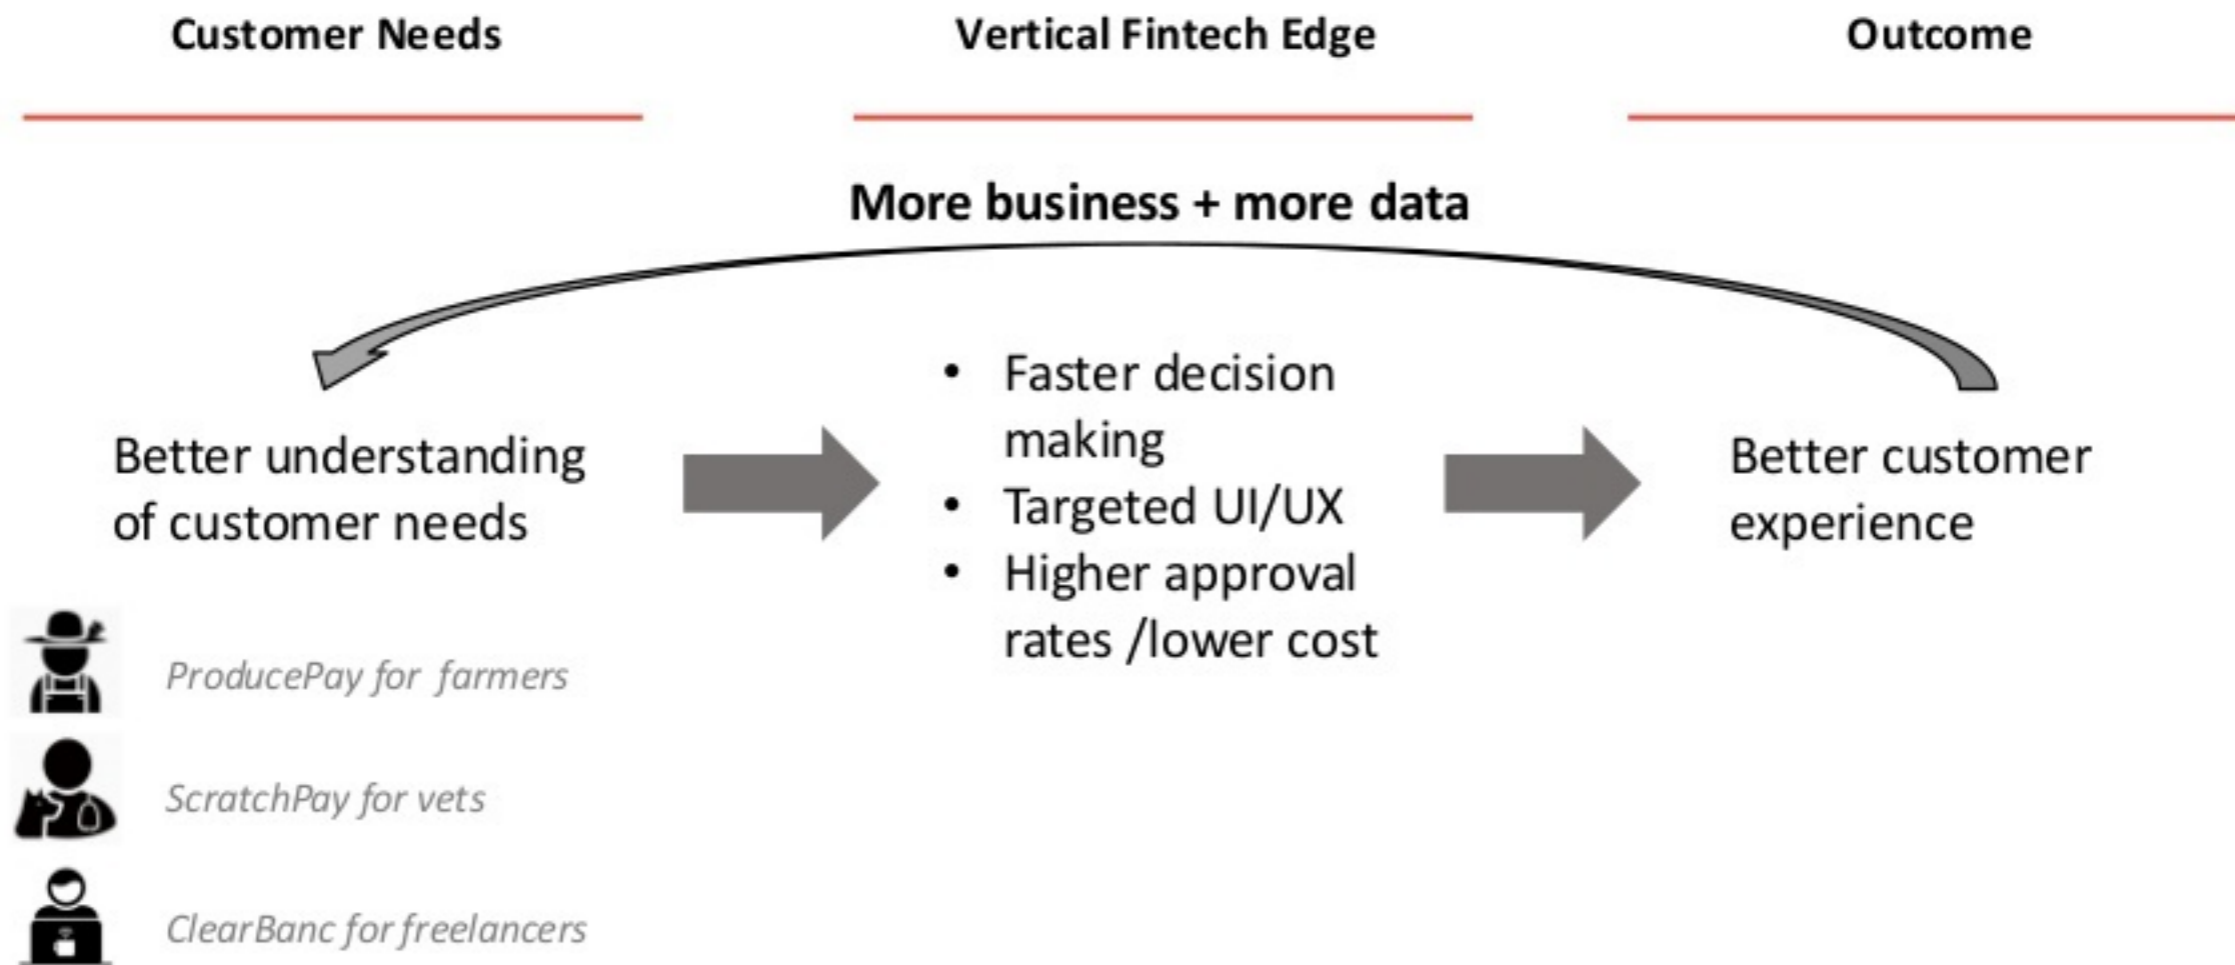 Customer Needs
Vertical Fintech Edge
Outcome
More business + more data
Better understanding
of customer needs
• Faster decision
making
• Targeted UI/UX
• Higher approval
rates /lower cost
Better customer
experience
ProducePay for farmers
ScratchPay for vets
ClearBanc for freelancers